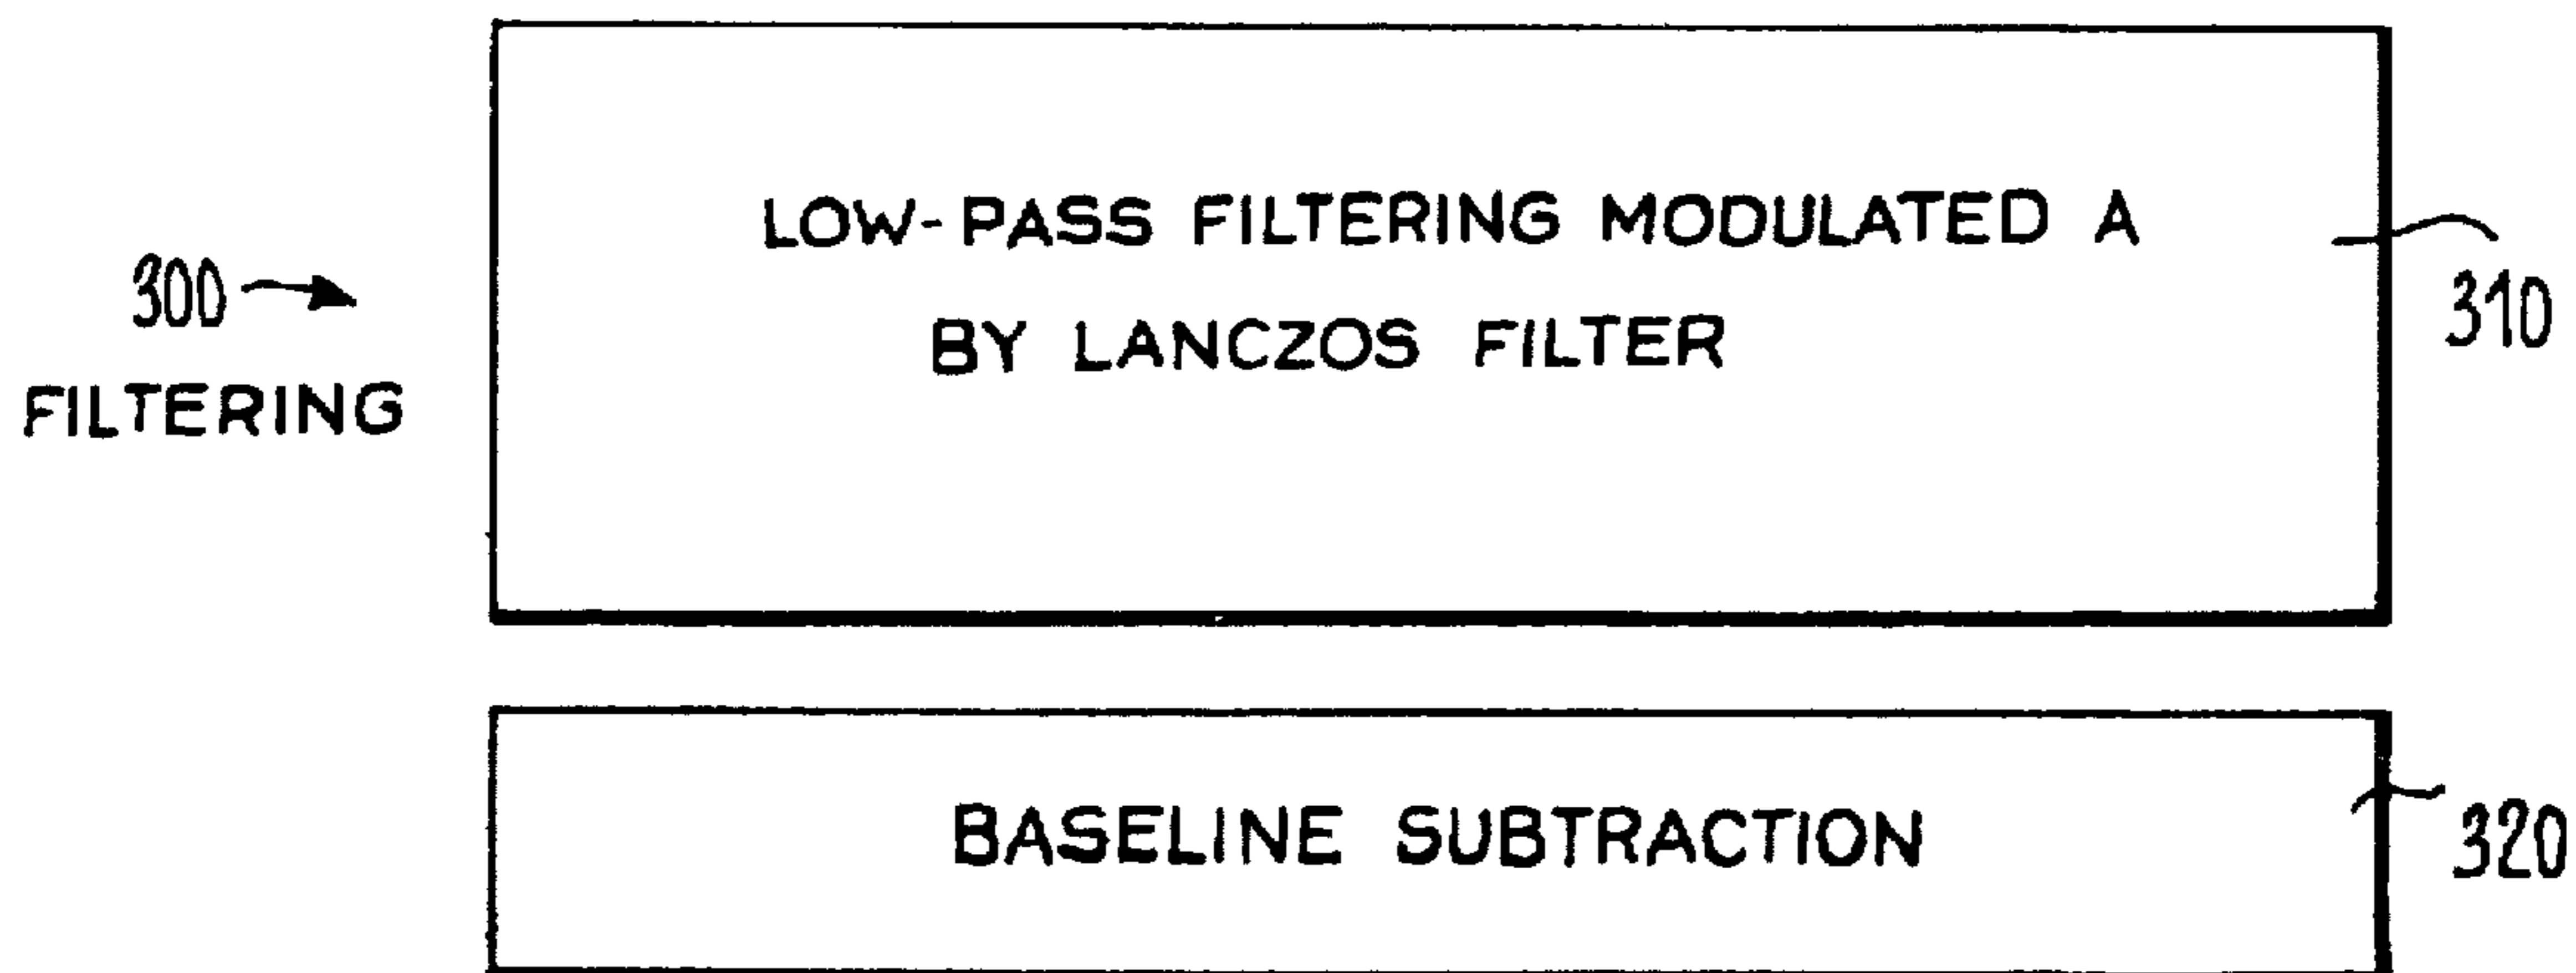 LOW-PASS FILTERING MODULATED A
BY LANCZOS FILTER
310
300
FILTERING
BASELINE SUBTRACTION
320